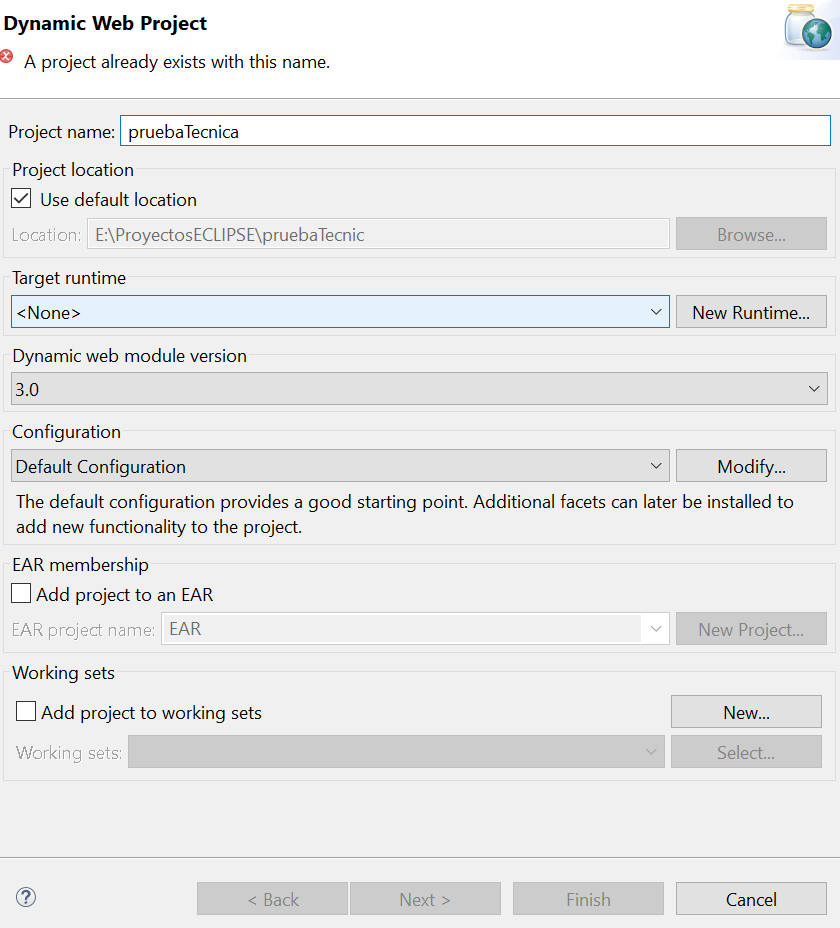 Dynamic Web Project
A project already exists with this name.
Project name: pruebaTecnica
Project location
Use default location
Location: E:\ProyectosECLIPSE\pruebaTecnic Browse...
Target runtime
<None> New Runtime...
Dynamic web module version
3.0
Configuration
Default Configuration Modify...
The default configuration provides a good starting point. Additional facets can later be installed to
add new functionality to the project.
EAR membership
Add project to an EAR
EAR project name: EAR New Project...
Working sets
Add project to working sets New...
Working sets: Select...
? < Back Next > Finish Cancel